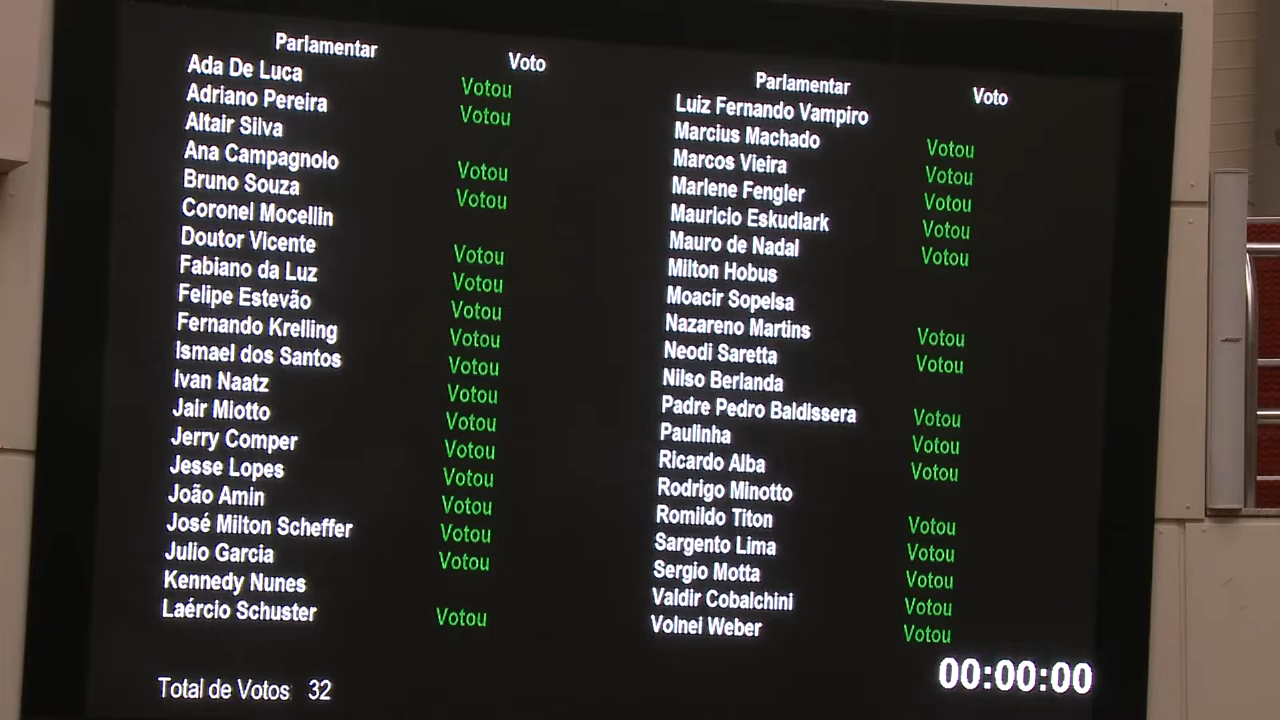 Parlamentar Voto
Ada De Luca Votou
Adriano Pereira Votou
Altair Silva
Ana Campagnolo Votou
Bruno Souza Votou
Coronel Mocellin
Doutor Vicente Votou
Fabiano da Luz Votou
Felipe Estevão Votou
Fernando Krelling Votou
Ismael dos Santos Votou
Ivan Naatz Votou
Jair Miotto Votou
Jerry Comper Votou
Jesse Lopes Votou
João Amin Votou
José Milton Scheffer Votou
Julio Garcia Votou
Kennedy Nunes
Laércio Schuster Votou
Total de Votos 32
Parlamentar Voto
Luiz Fernando Vampiro
Marcius Machado Votou
Marcos Vieira Votou
Marlene Fengler Votou
Mauricio Eskudlark Votou
Mauro de Nadal Votou
Milton Hobus
Moacir Sopelsa
Nazareno Martins Votou
Neodi Saretta Votou
Nilso Berlanda
Padre Pedro Baldissera Votou
Paulinha Votou
Ricardo Alba Votou
Rodrigo Minotto
Romildo Titon Votou
Sargento Lima Votou
Sergio Motta Votou
Valdir Cobalchini Votou
Volnei Weber Votou
00:00:00